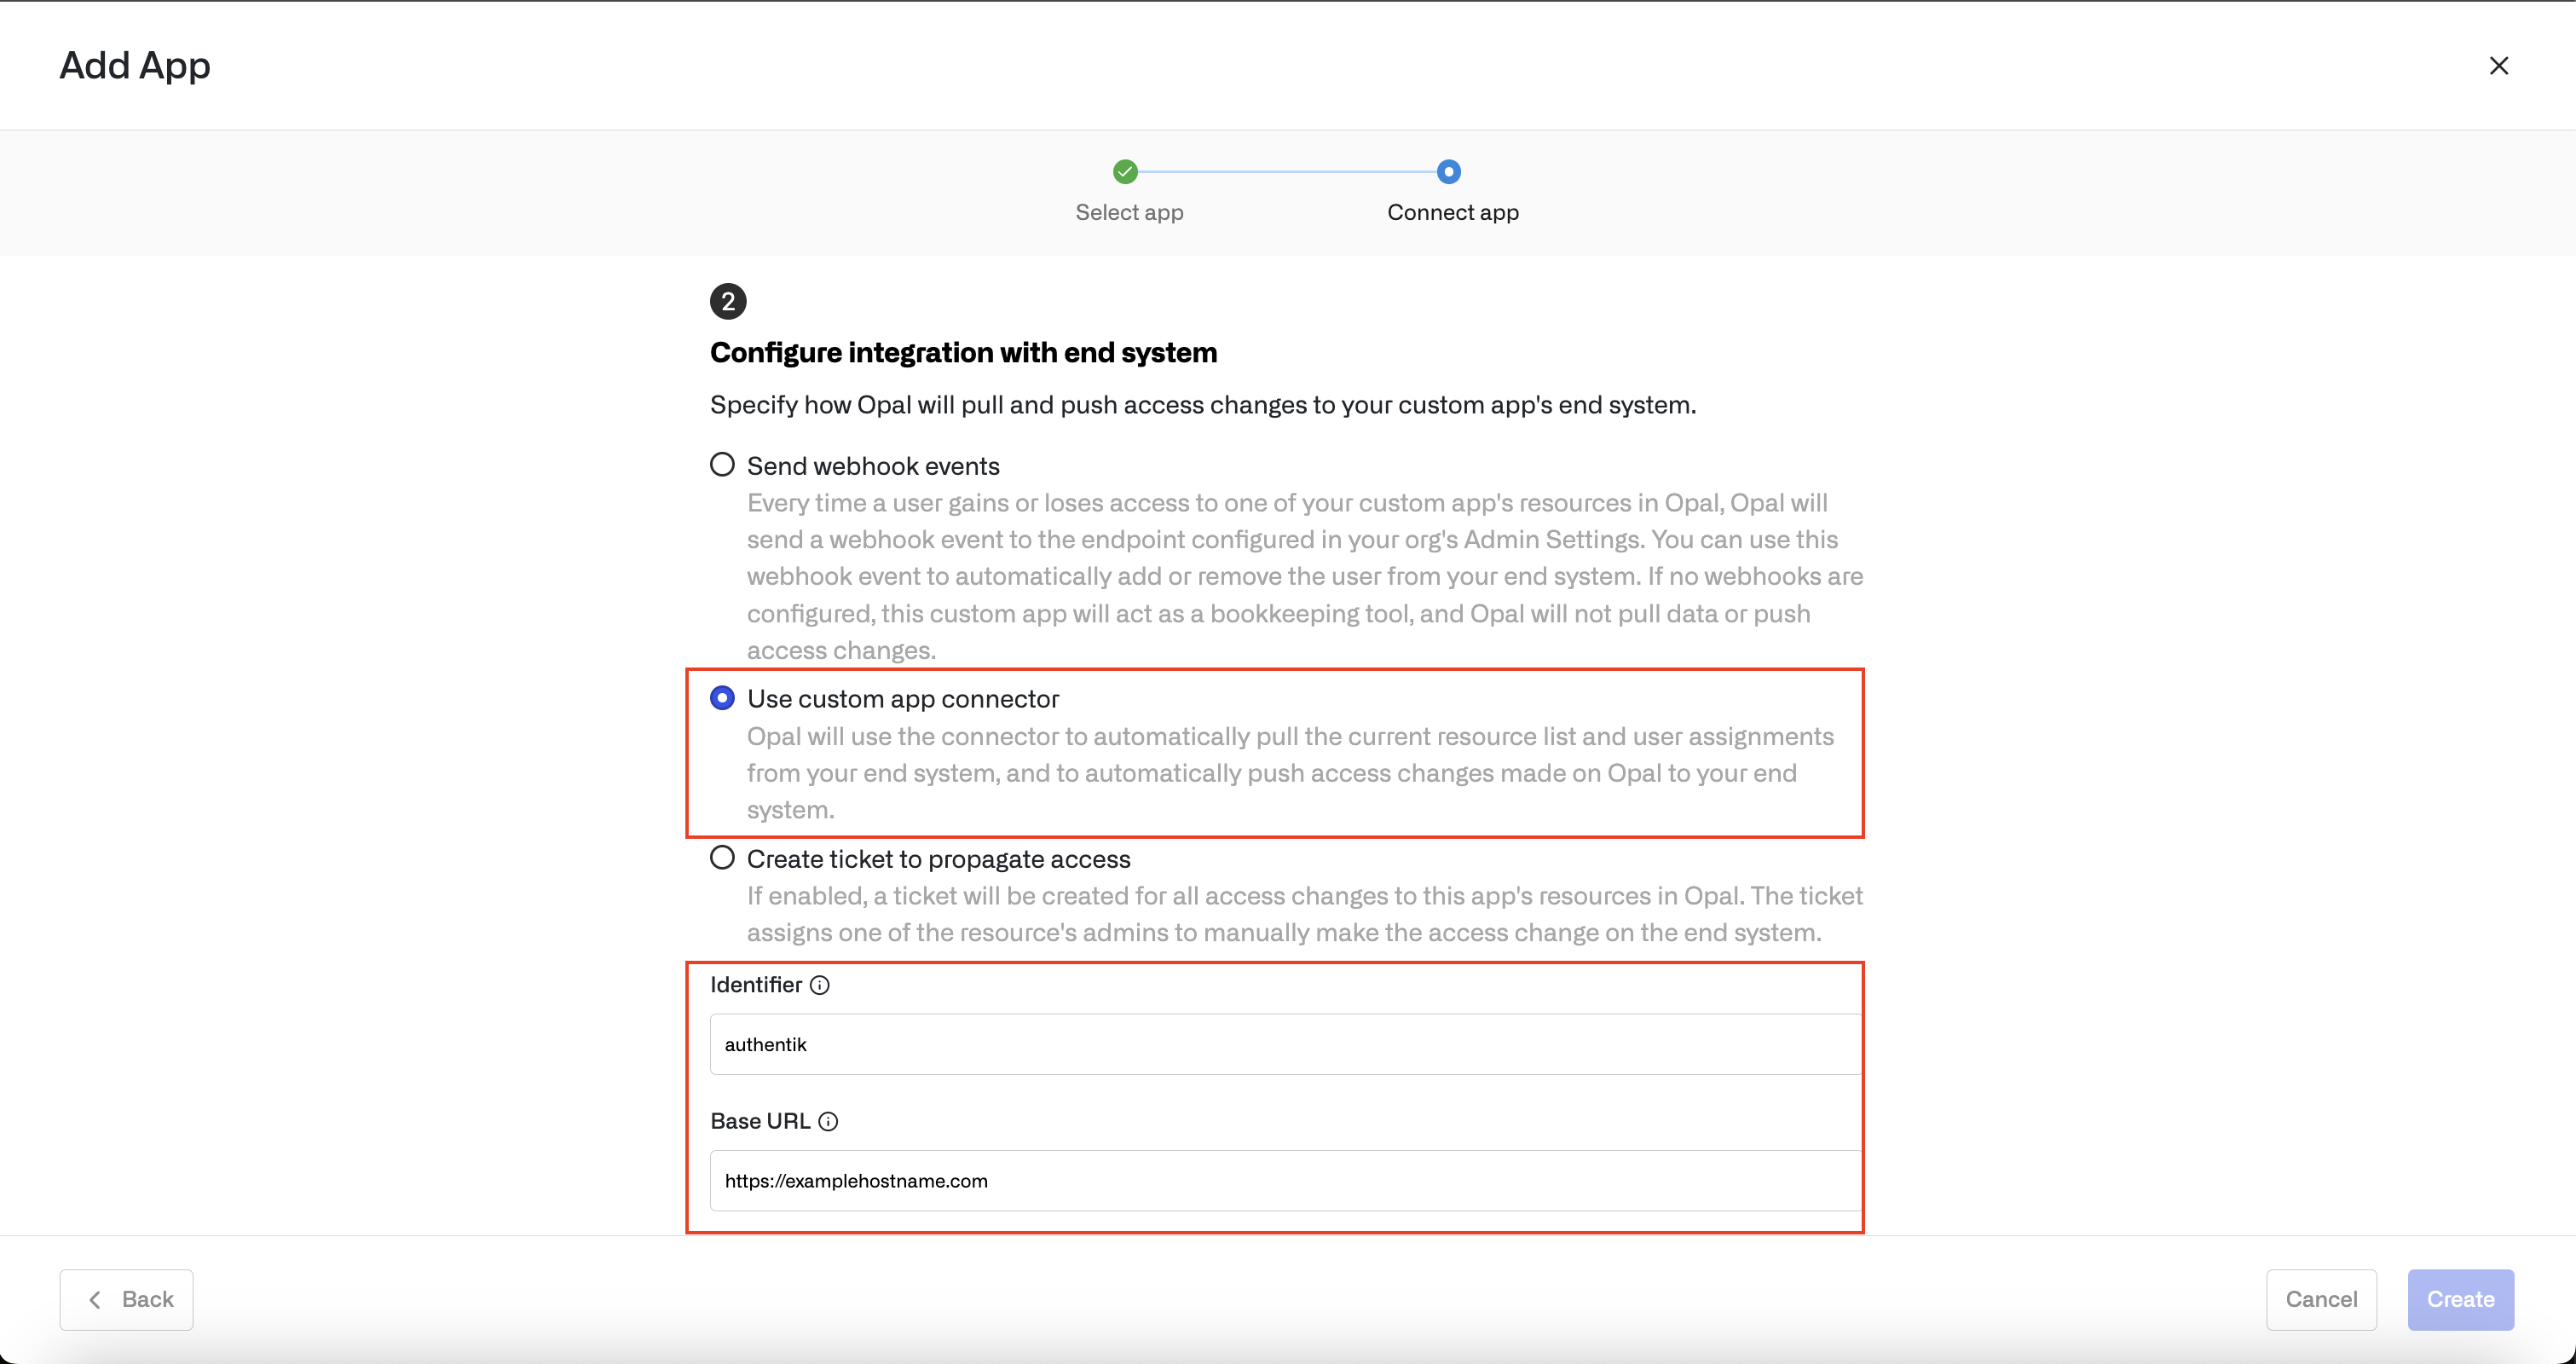 Add App
Select app
Connect app
2
Configure integration with end system
Specify how Opal will pull and push access changes to your custom app's end system.
Send webhook events
Every time a user gains or loses access to one of your custom app's resources in Opal, Opal will
send a webhook event to the endpoint configured in your org's Admin Settings. You can use this
webhook event to automatically add or remove the user from your end system. If no webhooks are
configured, this custom app will act as a bookkeeping tool, and Opal will not pull data or push
access changes.
Use custom app connector
Opal will use the connector to automatically pull the current resource list and user assignments
from your end system, and to automatically push access changes made on Opal to your end
system.
Create ticket to propagate access
If enabled, a ticket will be created for all access changes to this app's resources in Opal. The ticket
assigns one of the resource's admins to manually make the access change on the end system.
Identifier
authentik
Base URL
https://examplehostname.com
Back
Cancel
Create